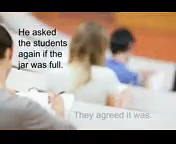 He asked
the students
again if the
jar was full.
They agreed it was.